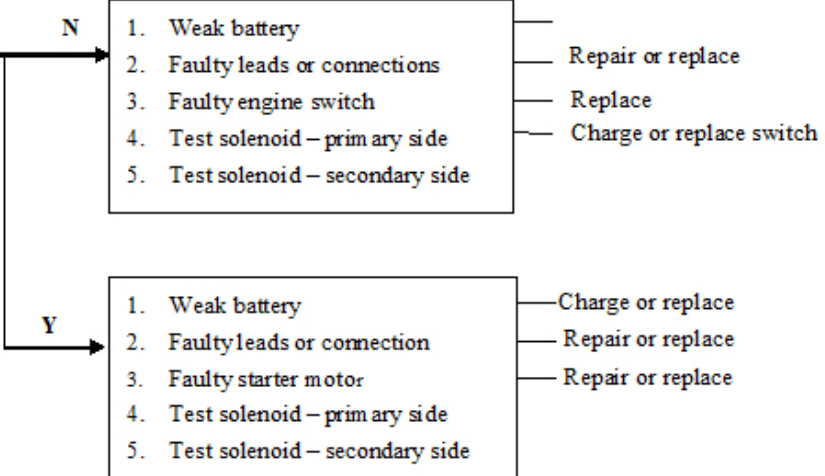 N
1. Weak battery
2. Faulty leads or connections
Repair or replace
3. Faulty engine switch
Replace
4. Test solenoid – primary side
Charge or replace switch
5. Test solenoid – secondary side
Y
1. Weak battery
Charge or replace
2. Faulty leads or connection
Repair or replace
3. Faulty starter motor
Repair or replace
4. Test solenoid – primary side
5. Test solenoid – secondary side